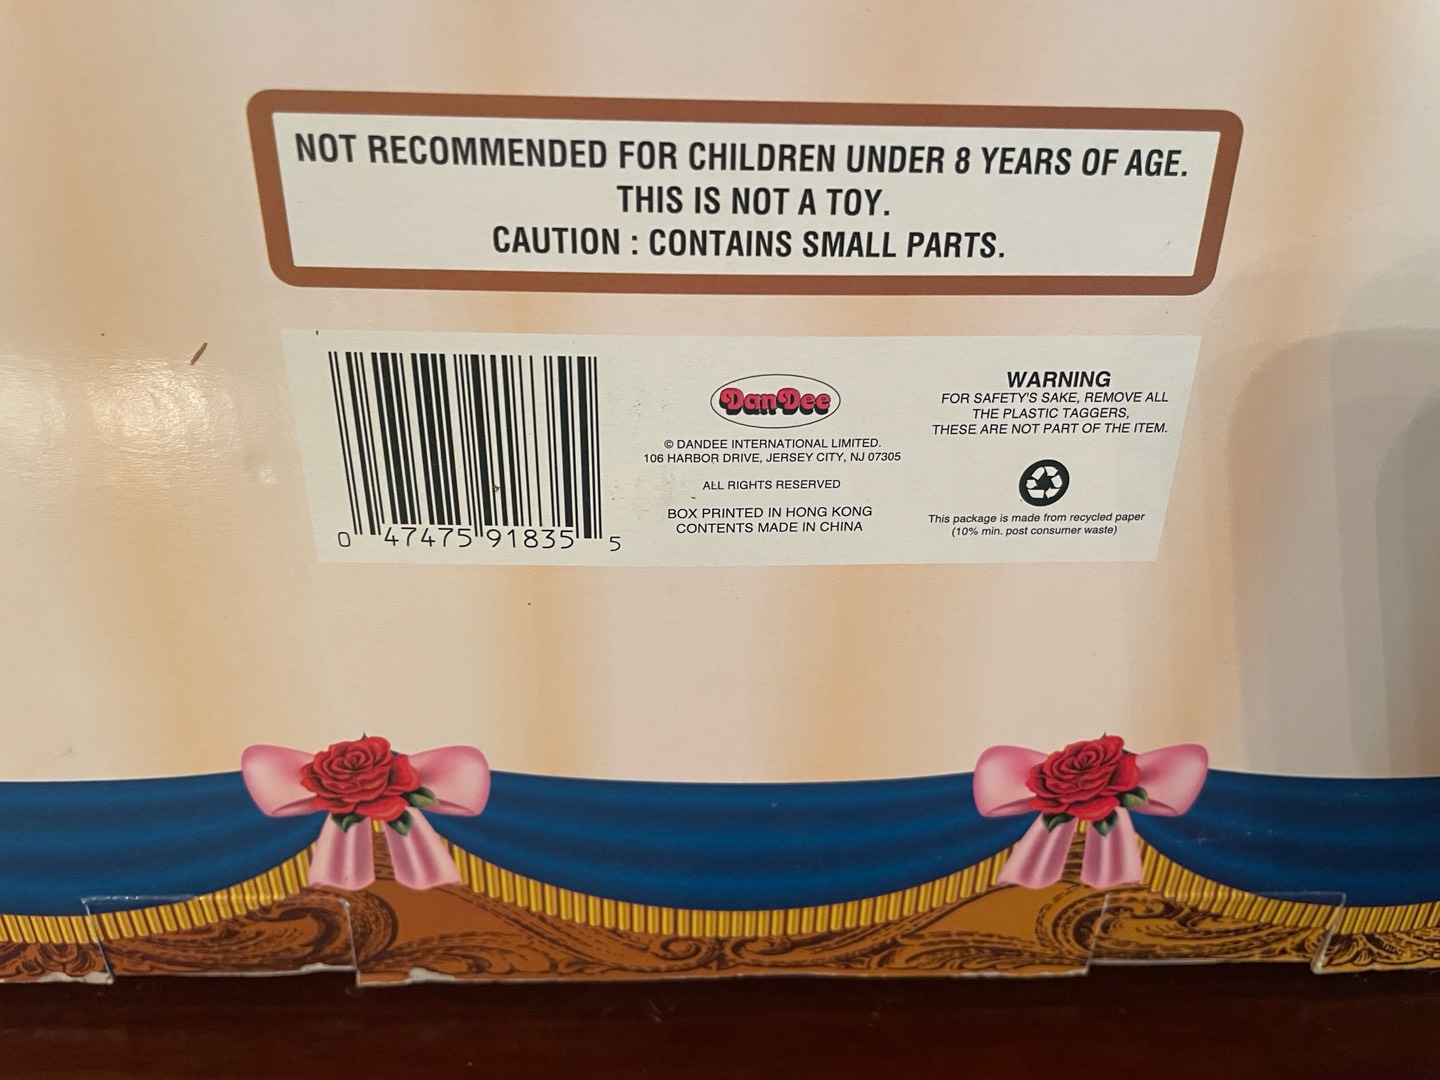 NOT RECOMMENDED FOR CHILDREN UNDER 8 YEARS OF AGE.
THIS IS NOT A TOY.
CAUTION : CONTAINS SMALL PARTS.
0 47475 91835 5
DanDee
© DANDEE INTERNATIONAL LIMITED.
106 HARBOR DRIVE, JERSEY CITY, NJ 07305
ALL RIGHTS RESERVED
BOX PRINTED IN HONG KONG
CONTENTS MADE IN CHINA
WARNING
FOR SAFETY'S SAKE, REMOVE ALL
THE PLASTIC TAGGERS,
THESE ARE NOT PART OF THE ITEM.
This package is made from recycled paper
(10% min. post consumer waste)